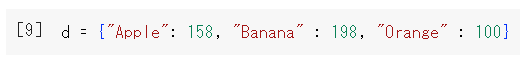 [9] d = {"Apple": 158, "Banana" : 198, "Orange" : 100}